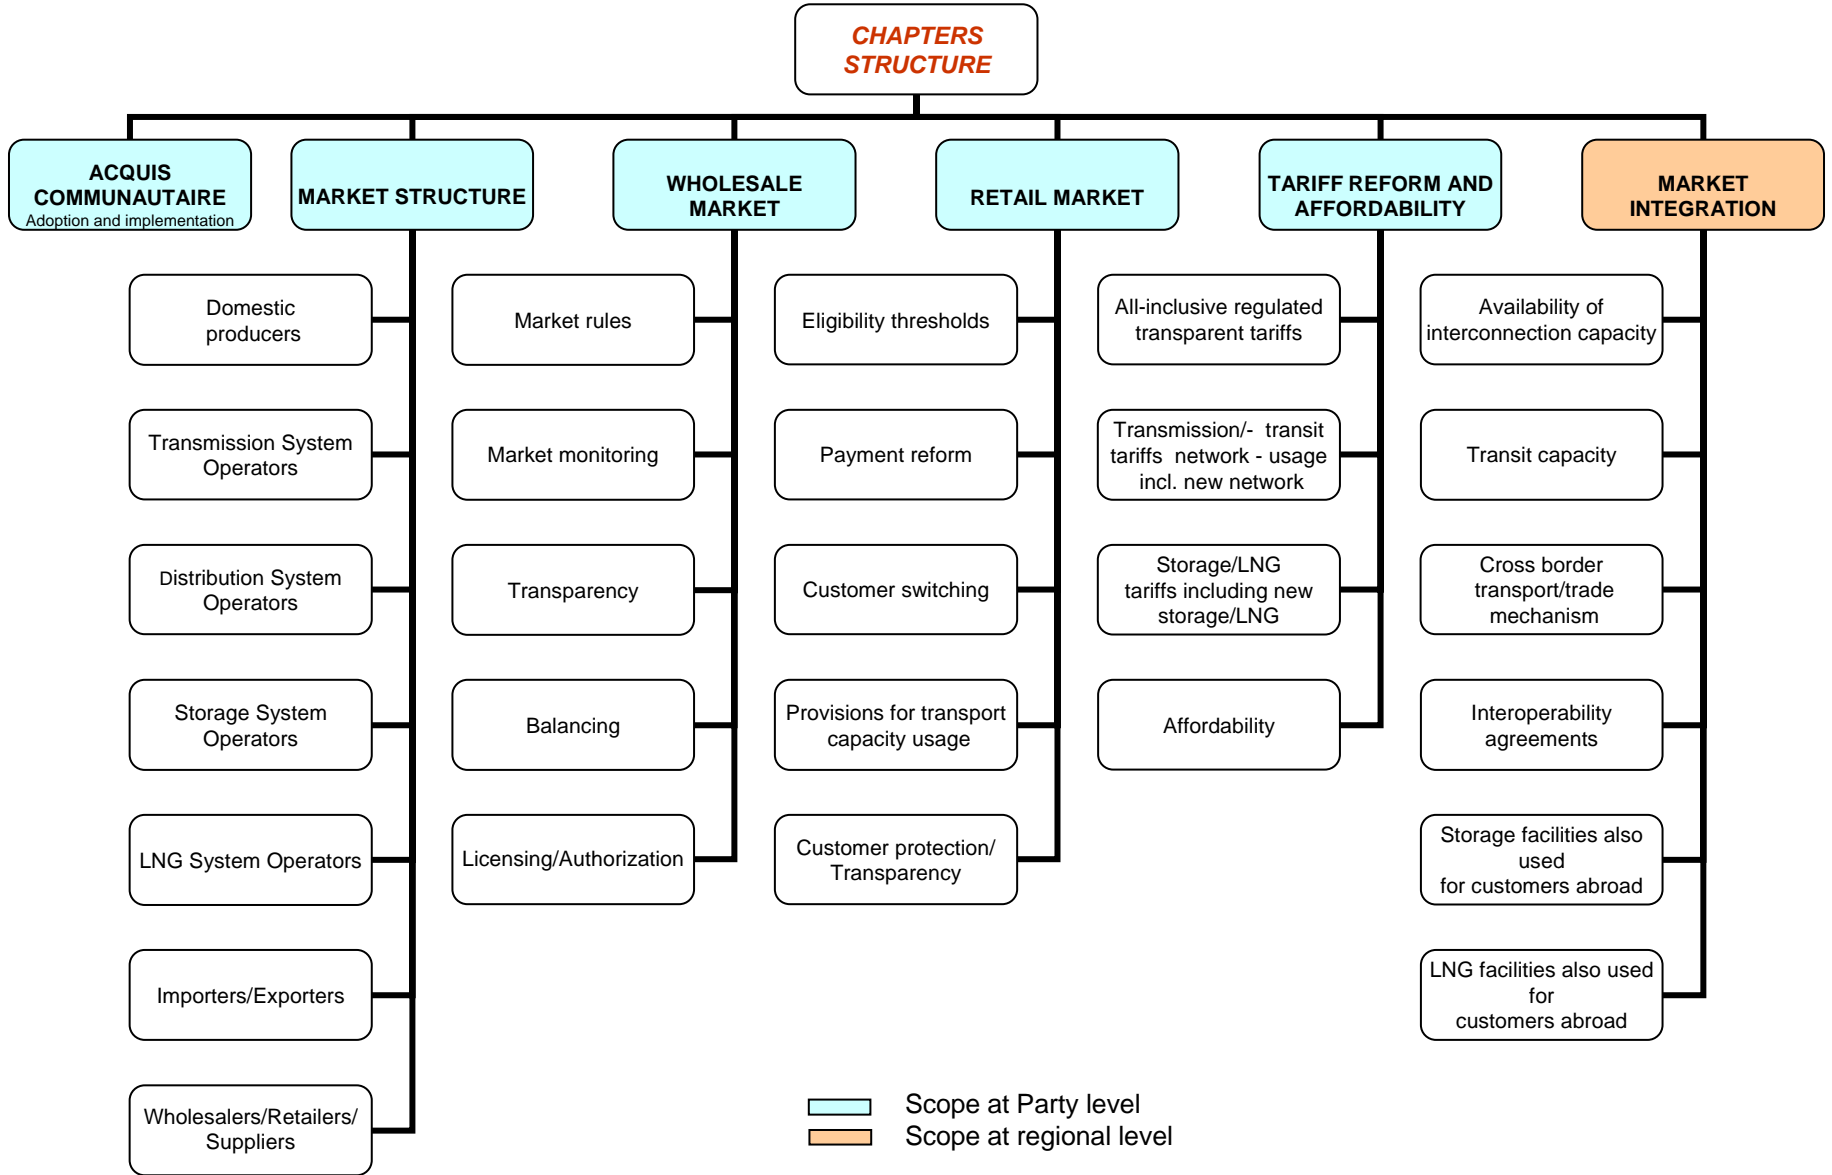 CHAPTERS
STRUCTURE
ACQUIS
COMMUNAUTAIRE
Adoption and implementation
MARKET STRUCTURE
WHOLESALE
MARKET
RETAIL MARKET
TARIFF REFORM AND
AFFORDABILITY
MARKET
INTEGRATION
Domestic
producers
Transmission System
Operators
Distribution System
Operators
Storage System
Operators
LNG System Operators
Importers/Exporters
Wholesalers/Retailers/
Suppliers
Market rules
Market monitoring
Transparency
Balancing
Licensing/Authorization
Eligibility thresholds
Payment reform
Customer switching
Provisions for transport
capacity usage
Customer protection/
Transparency
All-inclusive regulated
transparent tariffs
Transmission/- transit
tariffs network - usage
incl. new network
Storage/LNG
tariffs including new
storage/LNG
Affordability
Availability of
interconnection capacity
Transit capacity
Cross border
transport/trade
mechanism
Interoperability
agreements
Storage facilities also
used
for customers abroad
LNG facilities also used
for
customers abroad
Scope at Party level
Scope at regional level